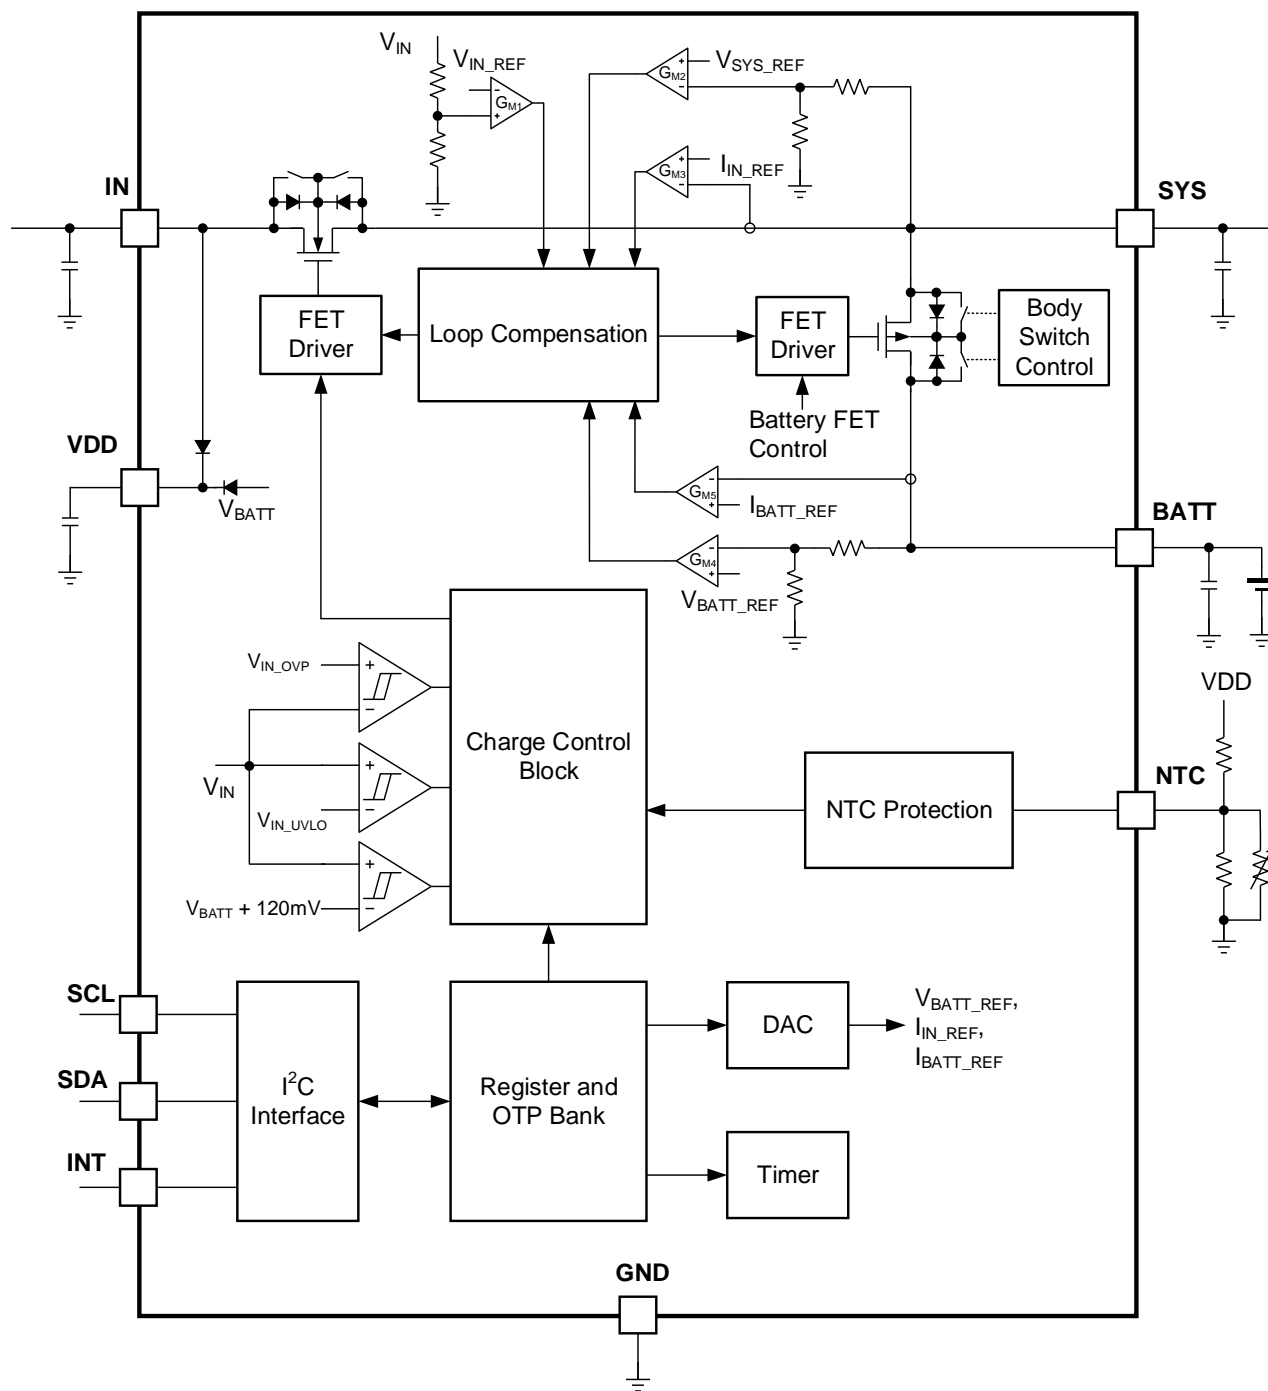 V_IN
V_IN_REF
G_M1
+
−
G_M2
+
−
V_SYS_REF
G_M3
+
−
I_IN_REF
IN
SYS
FET
Driver
Loop Compensation
FET
Driver
Body
Switch
Control
Battery FET
Control
VDD
V_BATT
G_M5
−
+
I_BATT_REF
BATT
G_M4
−
+
V_BATT_REF
V_IN_OVP
+
−
V_IN
+
−
V_IN_UVLO
+
−
V_BATT + 120mV
Charge Control
Block
NTC Protection
VDD
NTC
SCL
SDA
INT
I²C
Interface
Register and
OTP Bank
DAC
V_BATT_REF,
I_IN_REF,
I_BATT_REF
Timer
GND